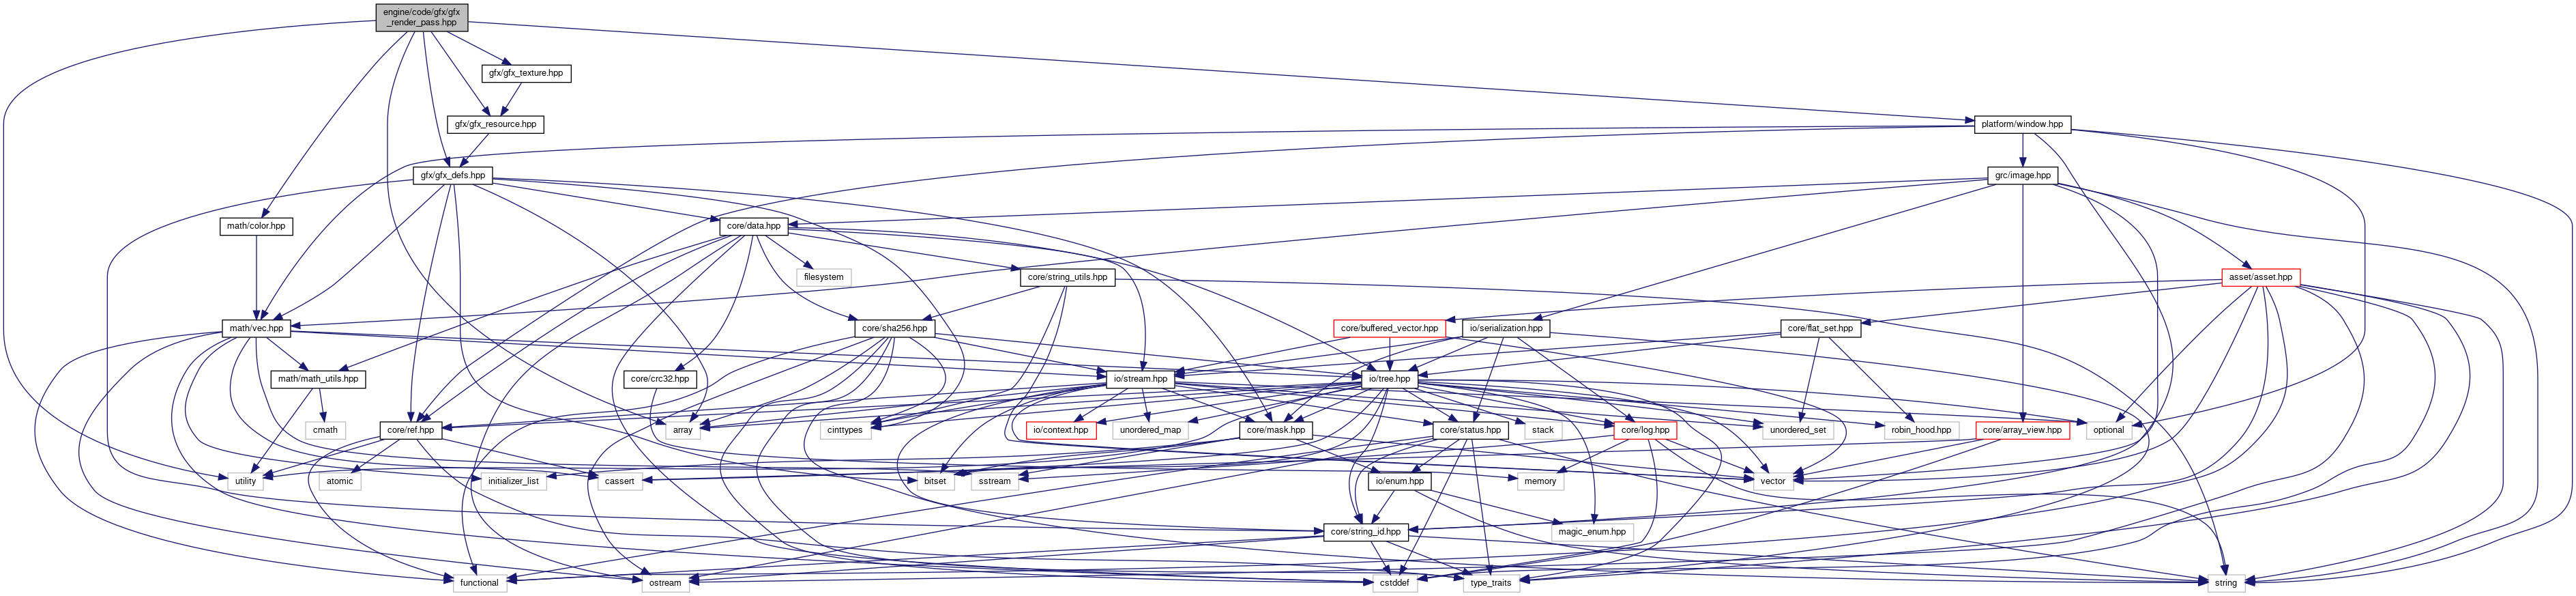 engine/code/gfx/gfx
_render_pass.hpp
gfx/gfx_texture.hpp
gfx/gfx_resource.hpp
platform/window.hpp
gfx/gfx_defs.hpp
grc/image.hpp
math/color.hpp
core/data.hpp
filesystem
core/string_utils.hpp
asset/asset.hpp
math/vec.hpp
core/sha256.hpp
core/buffered_vector.hpp
io/serialization.hpp
core/flat_set.hpp
math/math_utils.hpp
core/crc32.hpp
io/stream.hpp
io/tree.hpp
cmath
core/ref.hpp
array
cinttypes
io/context.hpp
unordered_map
core/mask.hpp
core/status.hpp
stack
core/log.hpp
unordered_set
robin_hood.hpp
core/array_view.hpp
optional
utility
atomic
initializer_list
cassert
bitset
sstream
memory
io/enum.hpp
vector
core/string_id.hpp
magic_enum.hpp
functional
ostream
cstddef
type_traits
string